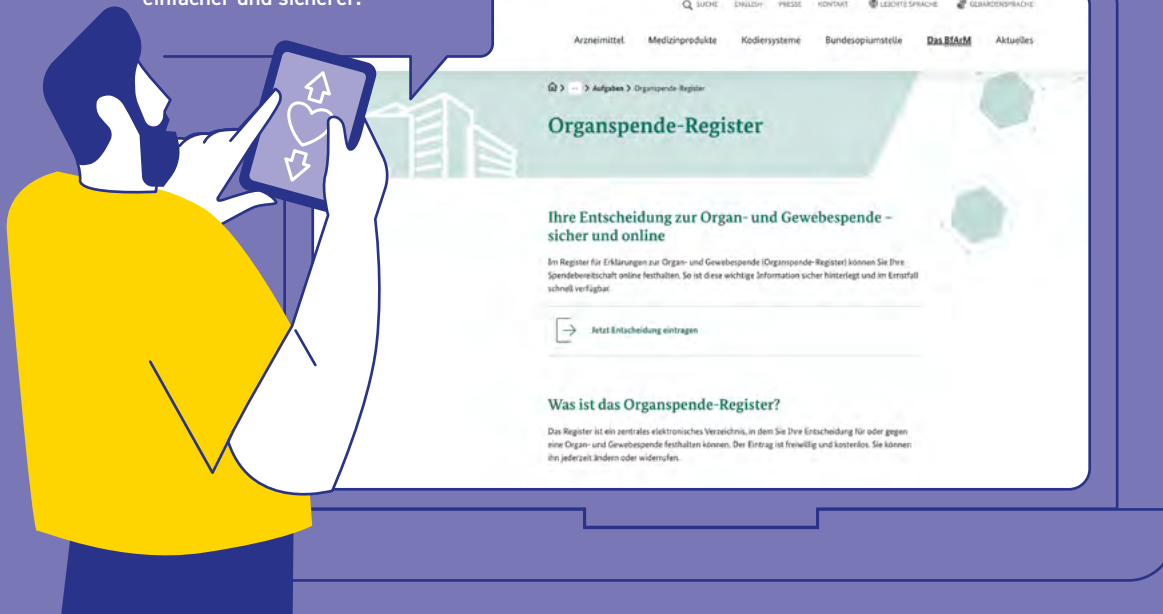 einfacher und sicherer.
SUCHE ENGLISH PRESSE KONTAKT LEICHTE SPRACHE GEBÄRDENSPRACHE
Arzneimittel Medizinprodukte Kodiersysteme Bundesopiumstelle Das BfArM Aktuelles
> ... > Aufgaben > Organspende-Register
Organspende-Register
Ihre Entscheidung zur Organ- und Gewebespende –
sicher und online
Im Register für Erklärungen zur Organ- und Gewebespende (Organspende-Register) können Sie Ihre
Spendebereitschaft online festhalten. So ist diese wichtige Information sicher hinterlegt und im Ernstfall
schnell verfügbar.
Jetzt Entscheidung eintragen
Was ist das Organspende-Register?
Das Register ist ein zentrales elektronisches Verzeichnis, in dem Sie Ihre Entscheidung für oder gegen
eine Organ- und Gewebespende festhalten können. Der Eintrag ist freiwillig und kostenlos. Sie können
ihn jederzeit ändern oder widerrufen.